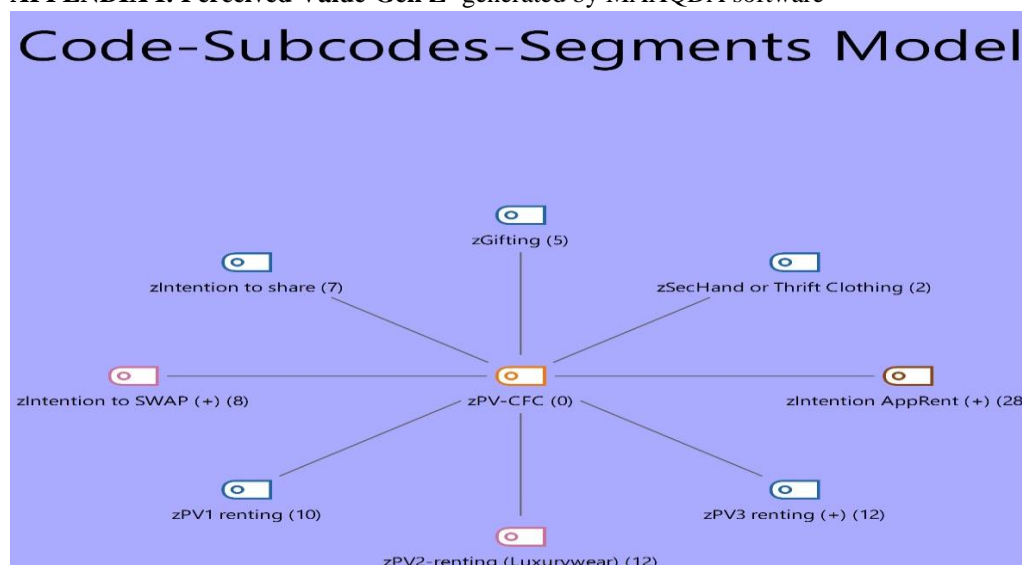 APPENDIX I. Perceived Value Gen Z- generated by MAXQDA software
Code-Subcodes-Segments Model
zGifting (5)
zIntention to share (7)
zSecHand or Thrift Clothing (2)
zIntention to SWAP (+) (8)
zPV-CFC (0)
zIntention AppRent (+) (28
zPV1 renting (10)
zPV3 renting (+) (12)
zPV2-renting (Luxurywear) (12)